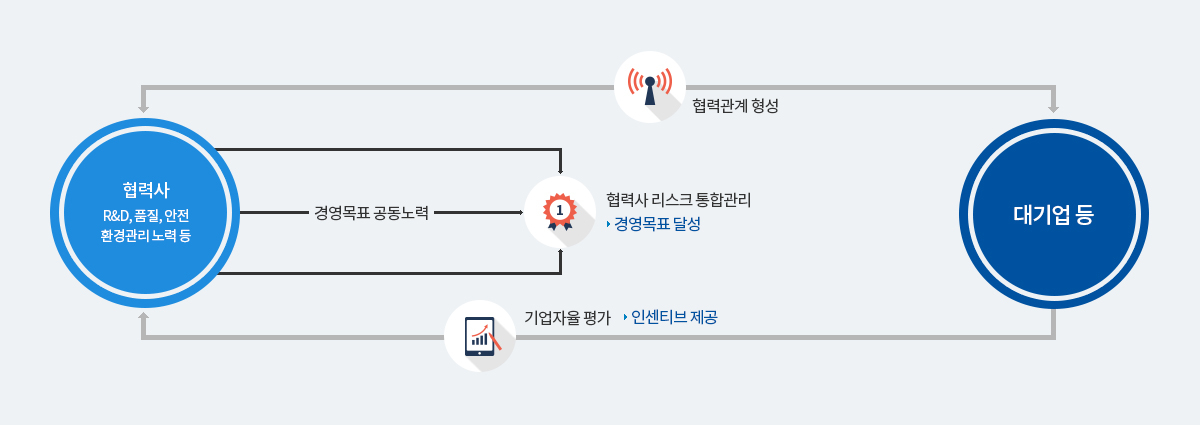 협력관계 형성
협력사
R&D, 품질, 안전
환경관리 노력 등
경영목표 공동노력
1
협력사 리스크 통합관리
경영목표 달성
대기업 등
기업자율 평가 인센티브 제공